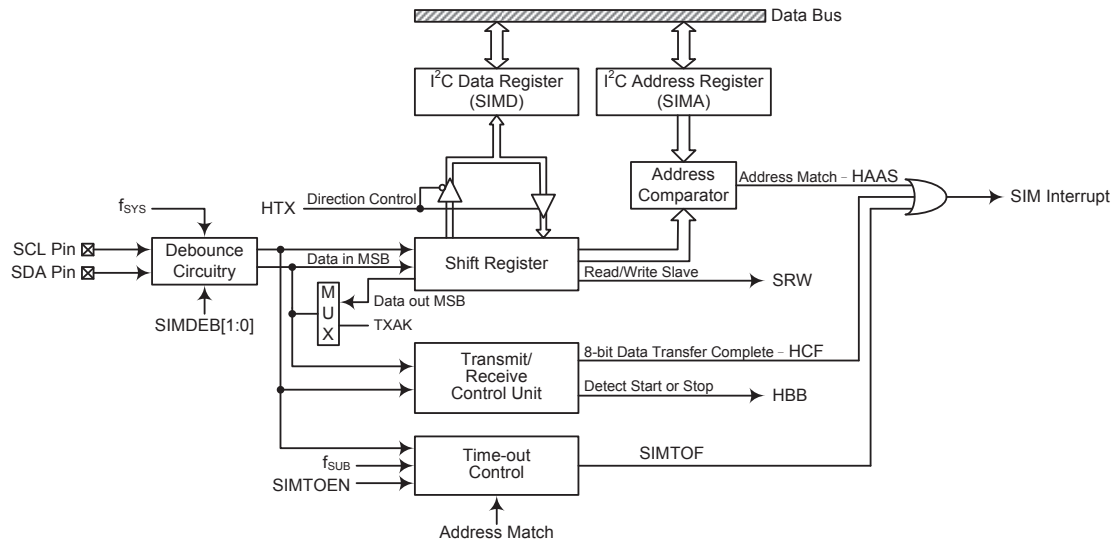 Data Bus
I²C Data Register
(SIMD)
I²C Address Register
(SIMA)
Address
Comparator
Address Match – HAAS
SIM Interrupt
HTX
Direction Control
fSYS
SCL Pin
SDA Pin
Debounce
Circuitry
SIMDEB[1:0]
Data in MSB
Shift Register
Read/Write Slave
SRW
M
U
X
Data out MSB
TXAK
Transmit/
Receive
Control Unit
8-bit Data Transfer Complete – HCF
Detect Start or Stop
HBB
fSUB
SIMTOEN
Time-out
Control
SIMTOF
Address Match